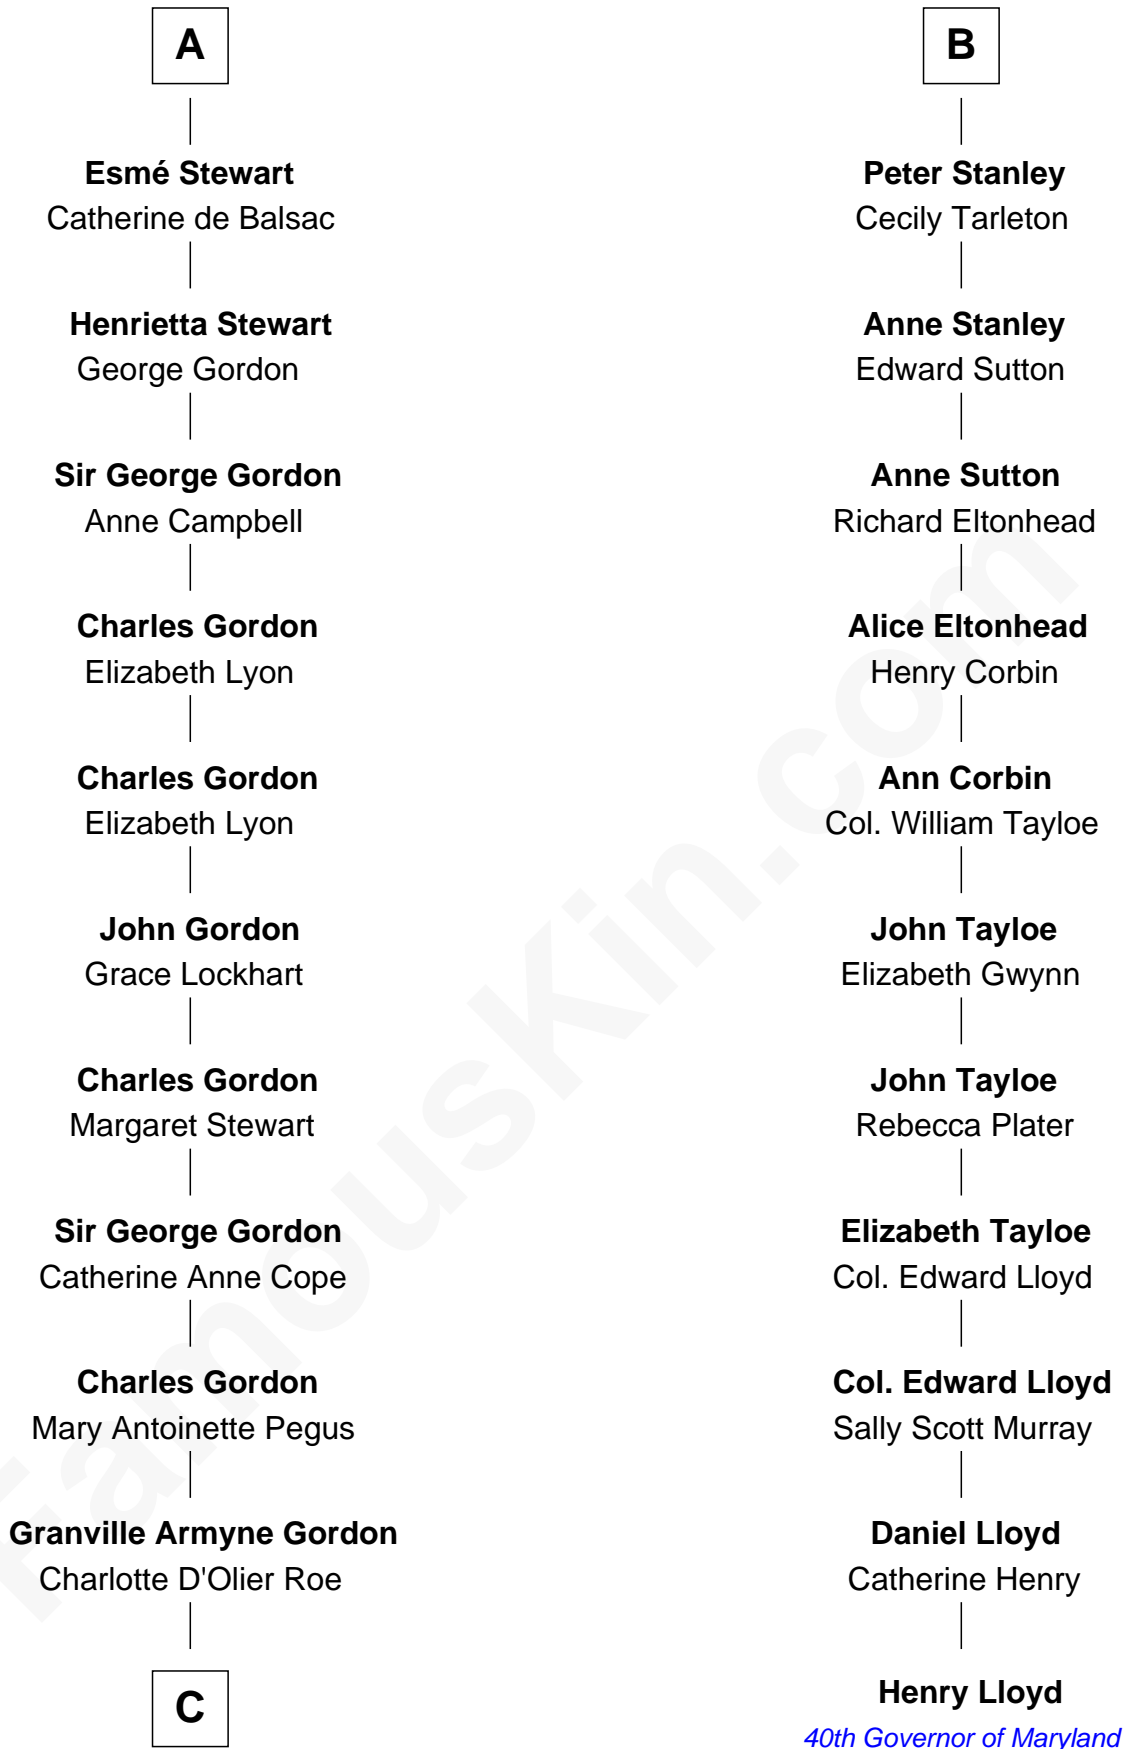 A
Esmé Stewart
Catherine de Balsac
Henrietta Stewart
George Gordon
Sir George Gordon
Anne Campbell
Charles Gordon
Elizabeth Lyon
Charles Gordon
Elizabeth Lyon
John Gordon
Grace Lockhart
Charles Gordon
Margaret Stewart
Sir George Gordon
Catherine Anne Cope
Charles Gordon
Mary Antoinette Pegus
Granville Armyne Gordon
Charlotte D'Olier Roe
C
B
Peter Stanley
Cecily Tarleton
Anne Stanley
Edward Sutton
Anne Sutton
Richard Eltonhead
Alice Eltonhead
Henry Corbin
Ann Corbin
Col. William Tayloe
John Tayloe
Elizabeth Gwynn
John Tayloe
Rebecca Plater
Elizabeth Tayloe
Col. Edward Lloyd
Col. Edward Lloyd
Sally Scott Murray
Daniel Lloyd
Catherine Henry
Henry Lloyd
40th Governor of Maryland
FamousKin.com